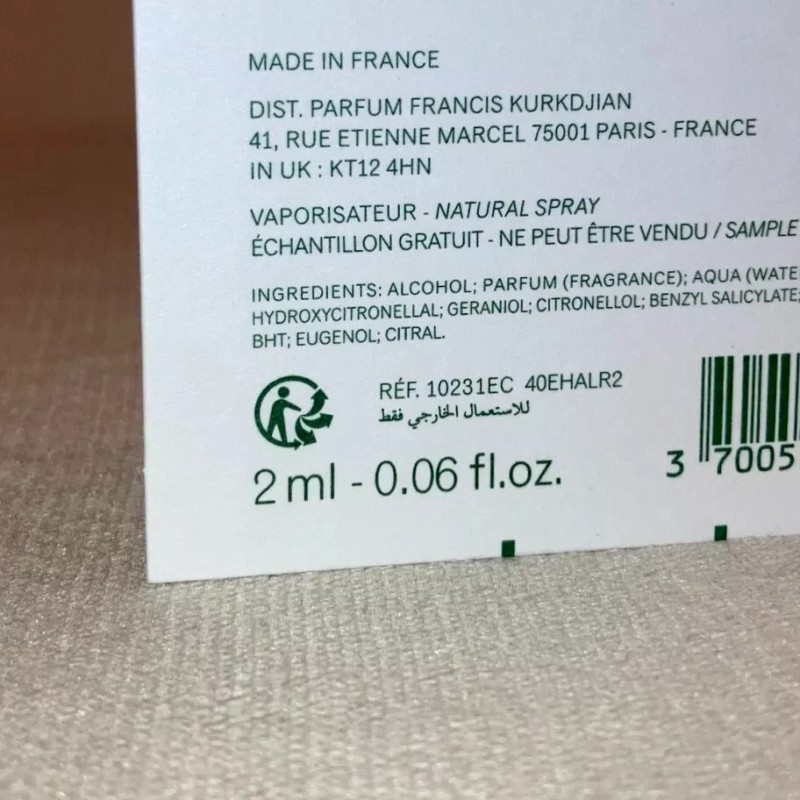 MADE IN FRANCE
DIST. PARFUM FRANCIS KURKDJIAN
41, RUE ETIENNE MARCEL 75001 PARIS - FRANCE
IN UK : KT12 4HN
VAPORISATEUR - NATURAL SPRAY
ÉCHANTILLON GRATUIT - NE PEUT ÊTRE VENDU / SAMPLE
INGREDIENTS: ALCOHOL; PARFUM (FRAGRANCE); AQUA (WATE
HYDROXYCITRONELLAL; GERANIOL; CITRONELLOL; BENZYL SALICYLATE;
BHT; EUGENOL; CITRAL.
RÉF. 10231EC 40EHALR2
للاستعمال الخارجي فقط
2 ml - 0.06 fl.oz.
3 7005